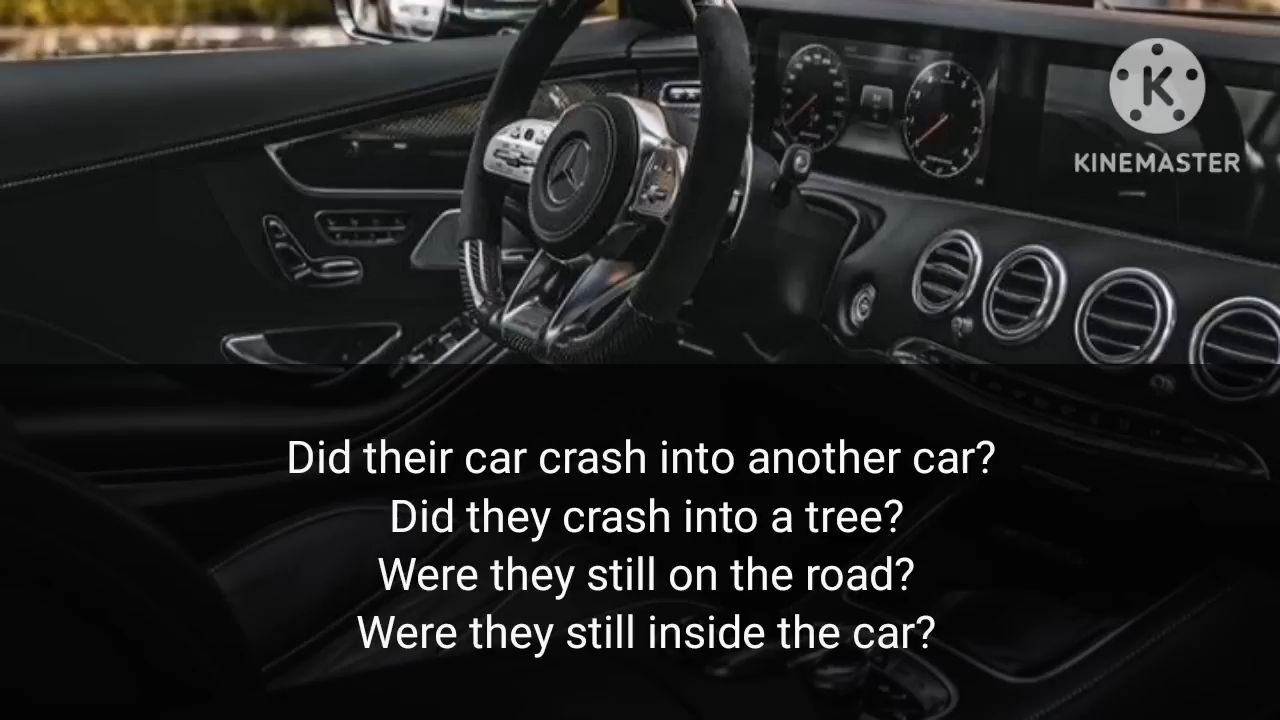 KINEMASTER
Did their car crash into another car?
Did they crash into a tree?
Were they still on the road?
Were they still inside the car?